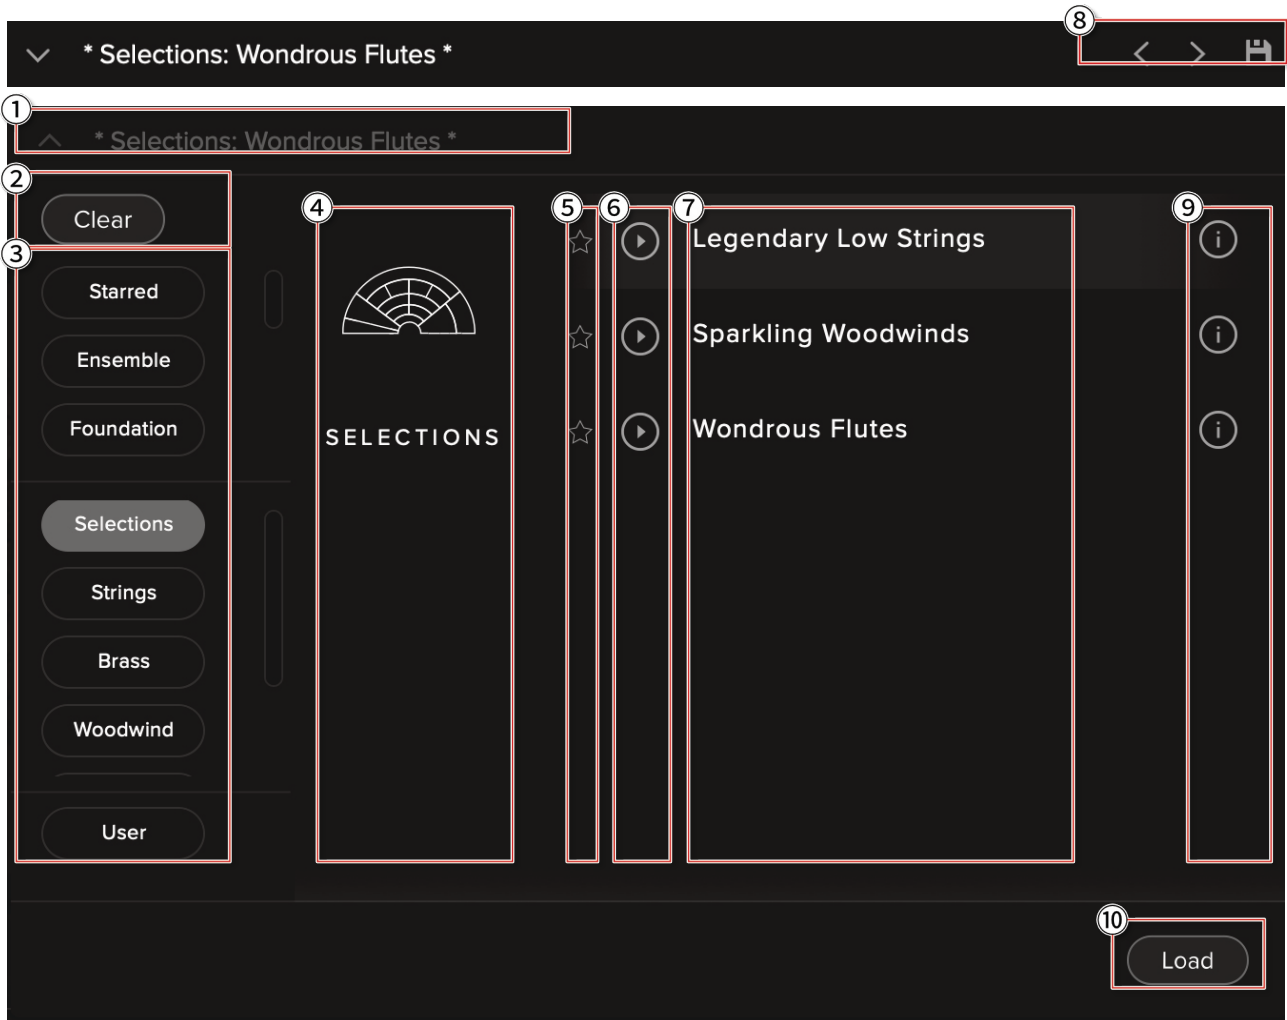 8
* Selections: Wondrous Flutes *
1
* Selections: Wondrous Flutes *
2
Clear
3
Starred
Ensemble
Foundation
Selections
Strings
Brass
Woodwind
User
4
SELECTIONS
5
6
7
Legendary Low Strings
Sparkling Woodwinds
Wondrous Flutes
9
i
i
i
10
Load